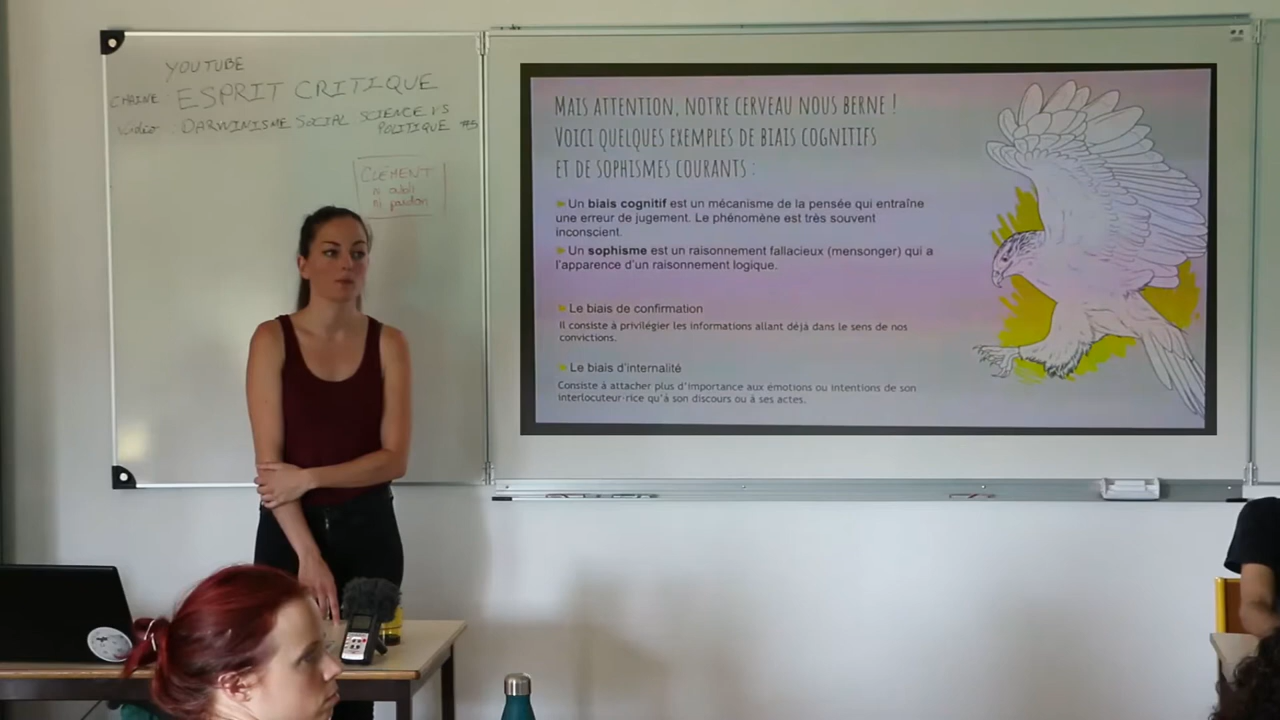 YOUTUBE
CHAINE : ESPRIT CRITIQUE
Vidéo : DARWINISME SOCIAL SCIENCE VS
POLITIQUE #5
CLÉMENT
ni oubli
ni pardon
MAIS ATTENTION, NOTRE CERVEAU NOUS BERNE !
VOICI QUELQUES EXEMPLES DE BIAIS COGNITIFS
ET DE SOPHISMES COURANTS :
Un biais cognitif est un mécanisme de la pensée qui entraîne
une erreur de jugement. Le phénomène est très souvent
inconscient.
Un sophisme est un raisonnement fallacieux (mensonger) qui a
l'apparence d'un raisonnement logique.
Le biais de confirmation
Il consiste à privilégier les informations allant déjà dans le sens de nos
convictions.
Le biais d'internalité
Consiste à attacher plus d'importance aux émotions ou intentions de son
interlocuteur·rice qu'à son discours ou à ses actes.